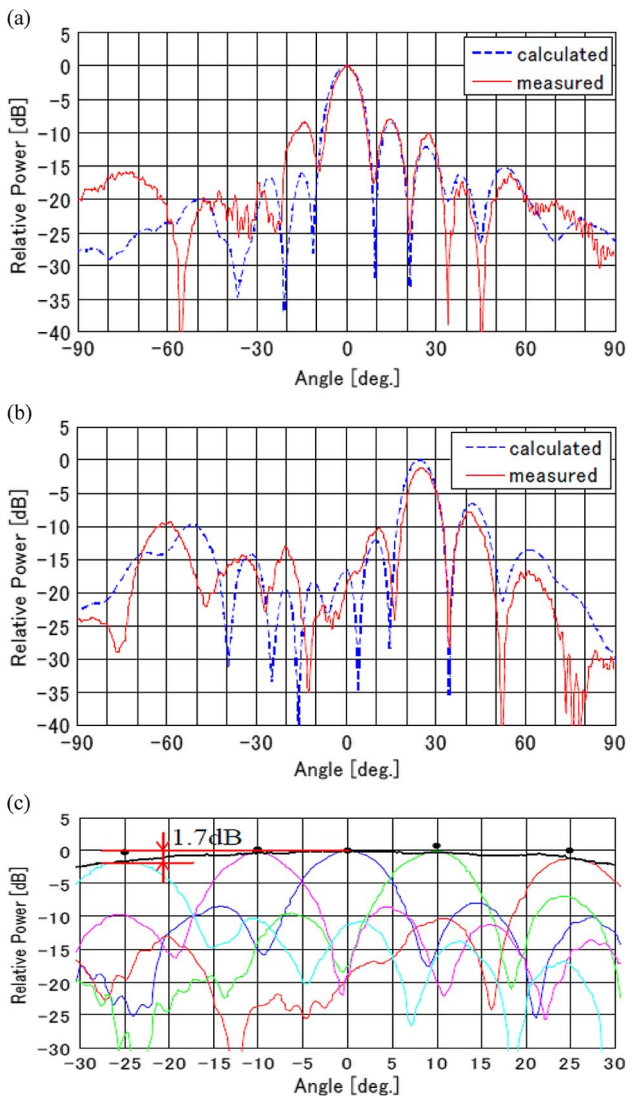 (a)
5
0
-5
-10
-15
-20
-25
-30
-35
-40
Relative Power [dB]
calculated
measured
-90 -60 -30 0 30 60 90
Angle [deg.]
(b)
5
0
-5
-10
-15
-20
-25
-30
-35
-40
Relative Power [dB]
calculated
measured
-90 -60 -30 0 30 60 90
Angle [deg.]
(c)
5
0
-5
-10
-15
-20
-25
-30
Relative Power [dB]
1.7dB
-30 -25 -20 -15 -10 -5 0 5 10 15 20 25 30
Angle [deg.]